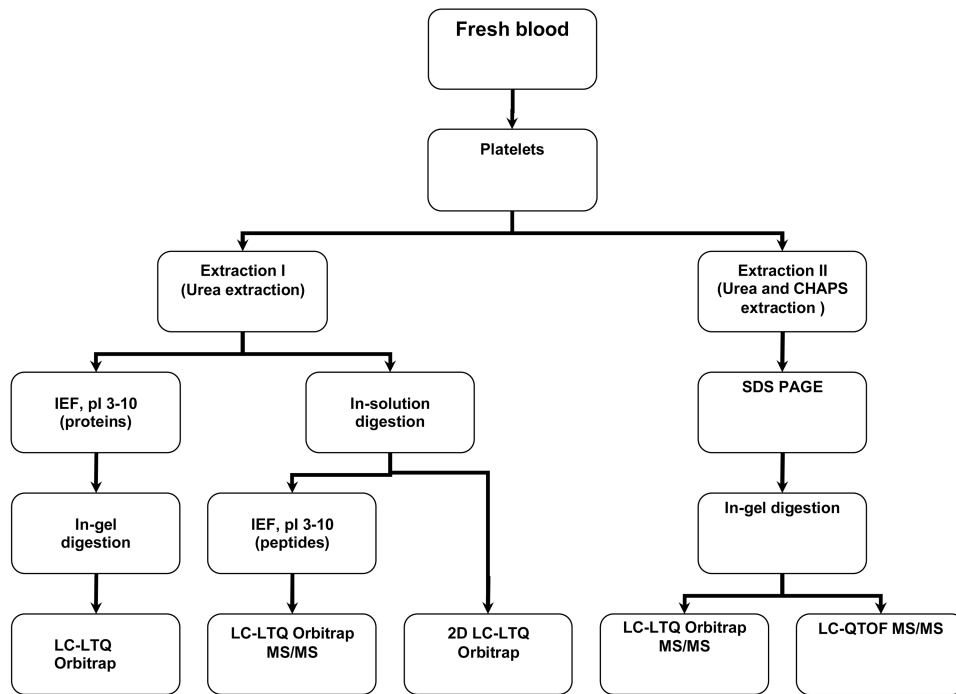 Fresh blood
Platelets
Extraction I
(Urea extraction)
Extraction II
(Urea and CHAPS
extraction )
IEF, pI 3-10
(proteins)
In-solution
digestion
SDS PAGE
In-gel
digestion
IEF, pI 3-10
(peptides)
In-gel digestion
LC-LTQ
Orbitrap
LC-LTQ Orbitrap
MS/MS
2D LC-LTQ
Orbitrap
LC-LTQ Orbitrap
MS/MS
LC-QTOF MS/MS